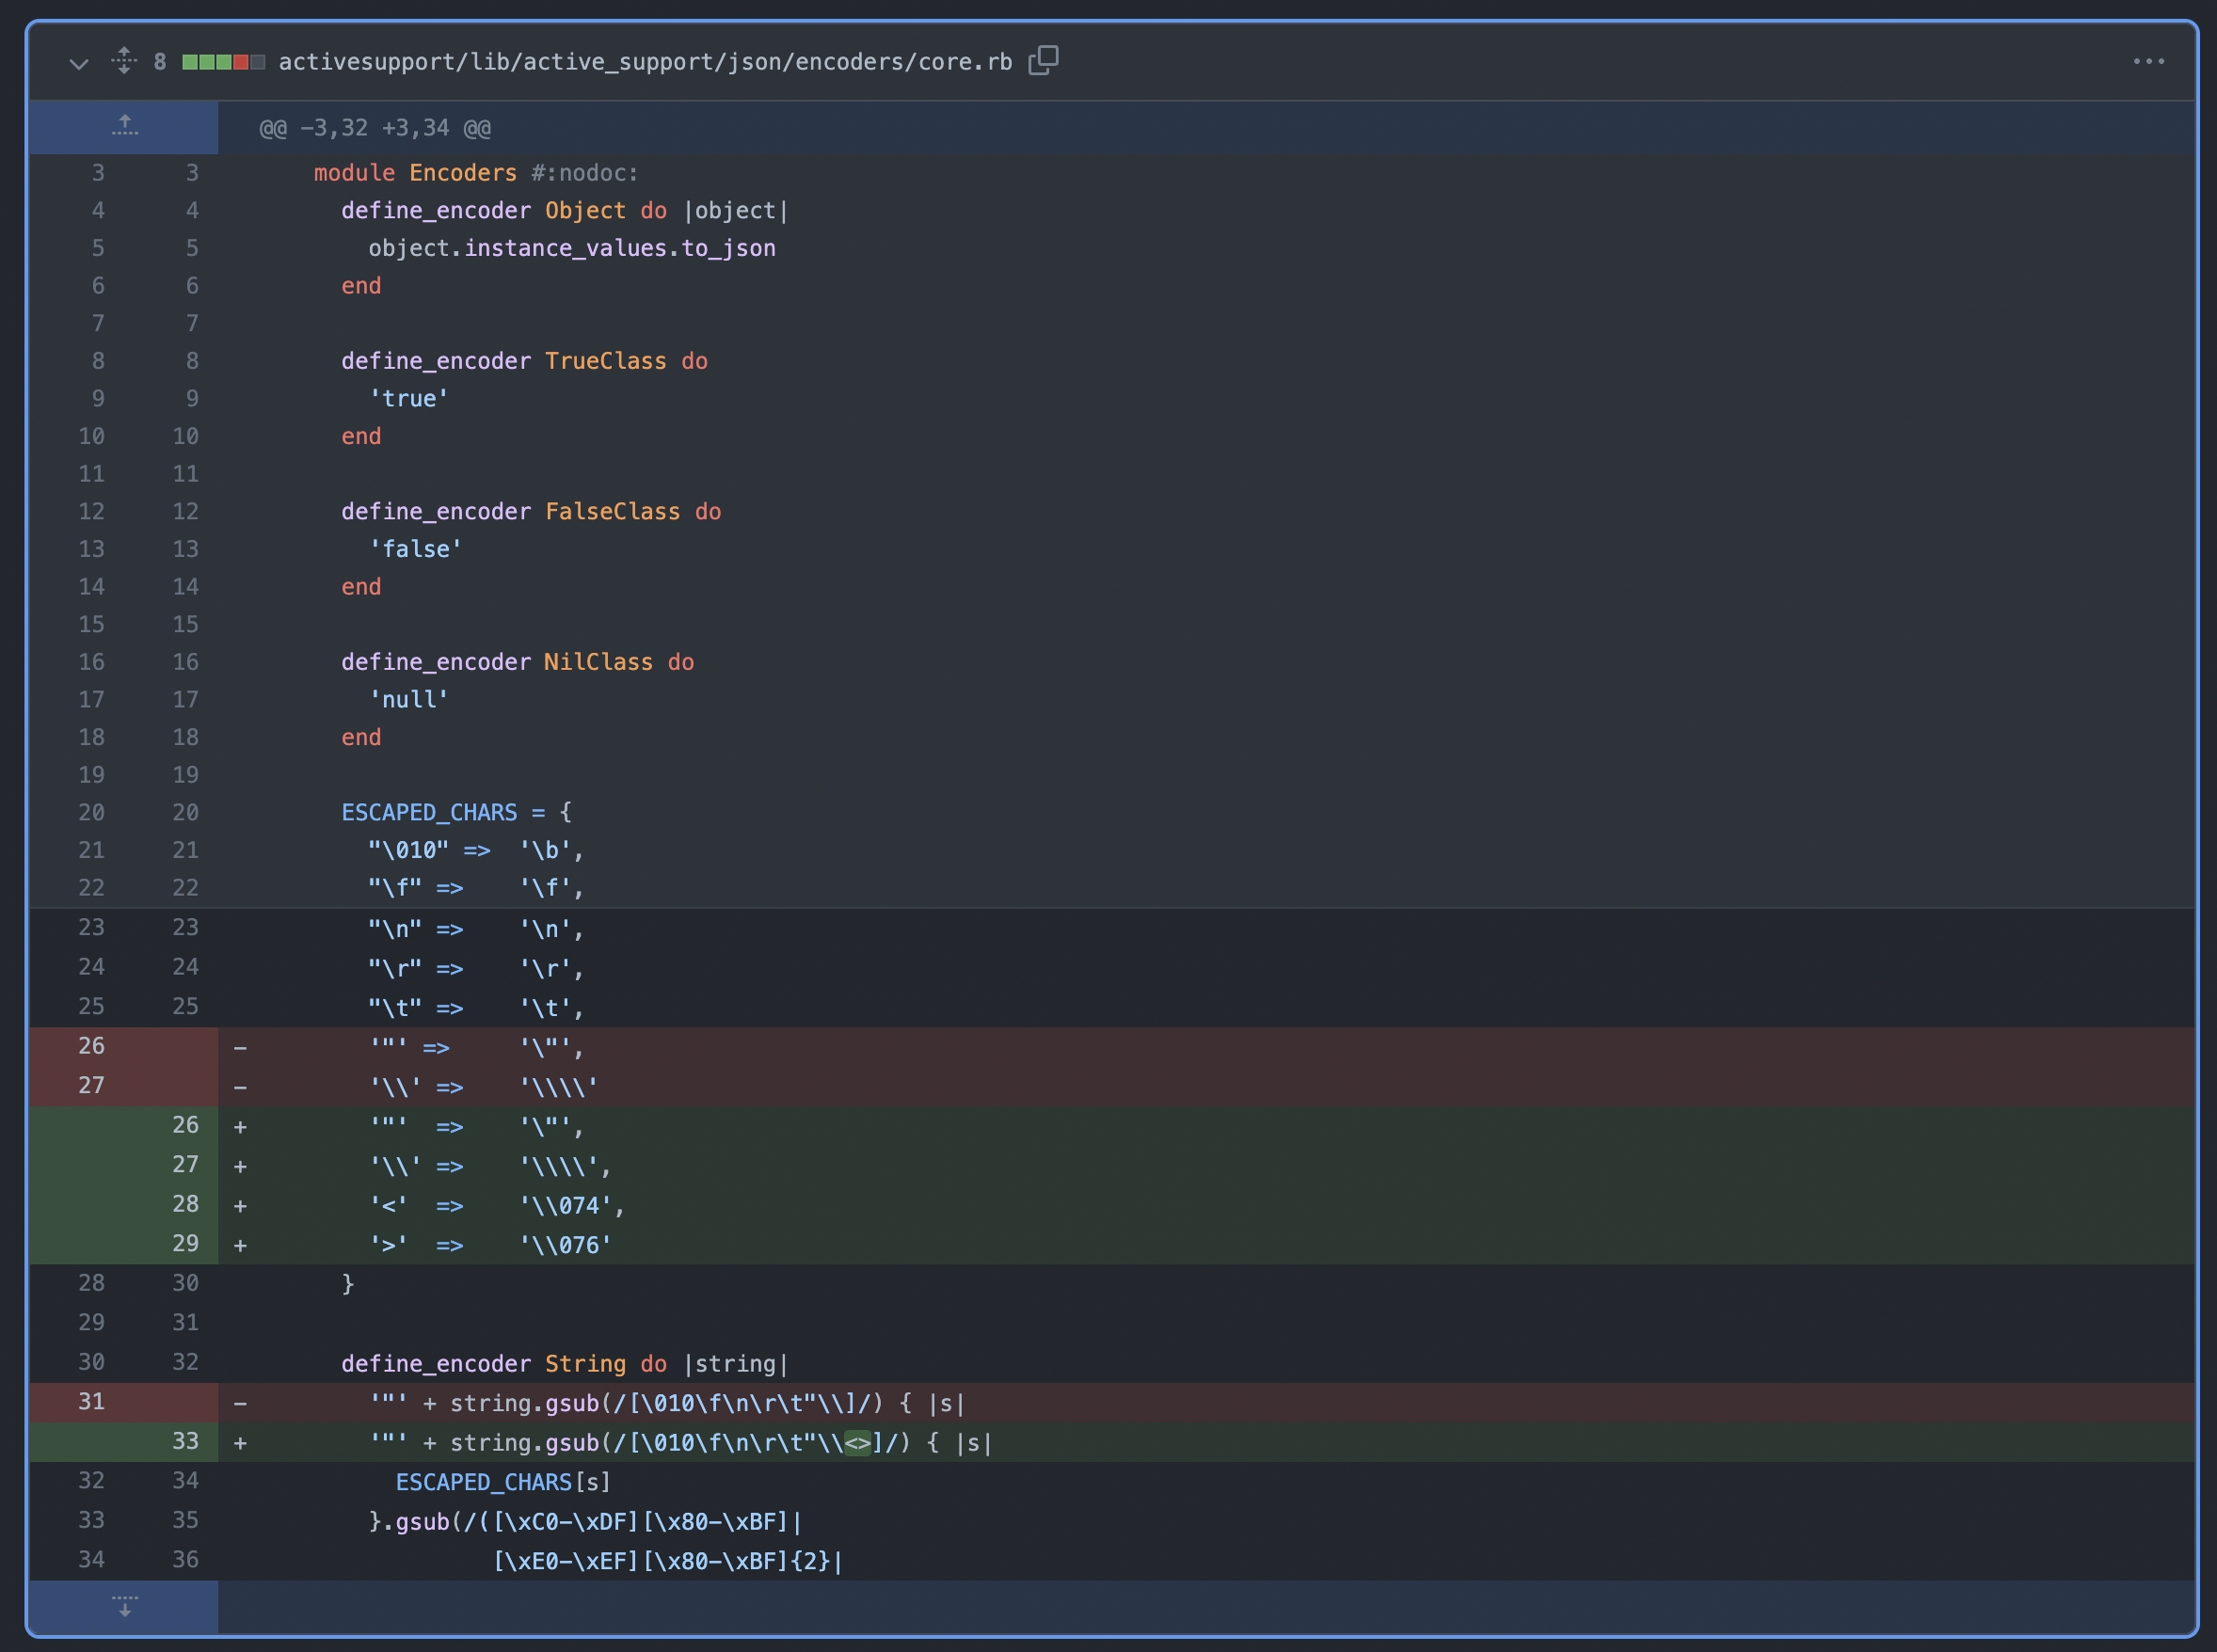 8 activesupport/lib/active_support/json/encoders/core.rb
@@ -3,32 +3,34 @@
3 3 module Encoders #:nodoc:
4 4 define_encoder Object do |object|
5 5 object.instance_values.to_json
6 6 end
7 7
8 8 define_encoder TrueClass do
9 9 'true'
10 10 end
11 11
12 12 define_encoder FalseClass do
13 13 'false'
14 14 end
15 15
16 16 define_encoder NilClass do
17 17 'null'
18 18 end
19 19
20 20 ESCAPED_CHARS = {
21 21 "\010" =>  '\b',
22 22 "\f" =>    '\f',
23 23 "\n" =>    '\n',
24 24 "\r" =>    '\r',
25 25 "\t" =>    '\t',
26 - '"' =>     '\"',
27 - '\\' =>    '\\\\'
26 + '"'  =>    '\"',
27 + '\\' =>    '\\\\',
28 + '<'  =>    '\\074',
29 + '>'  =>    '\\076'
28 30 }
29 31
30 32 define_encoder String do |string|
31 - '"' + string.gsub(/[\010\f\n\r\t"\\]/) { |s|
33 + '"' + string.gsub(/[\010\f\n\r\t"\\<>]/) { |s|
32 34 ESCAPED_CHARS[s]
33 35 }.gsub(/([\xC0-\xDF][\x80-\xBF]|
34 36 [\xE0-\xEF][\x80-\xBF]{2}|